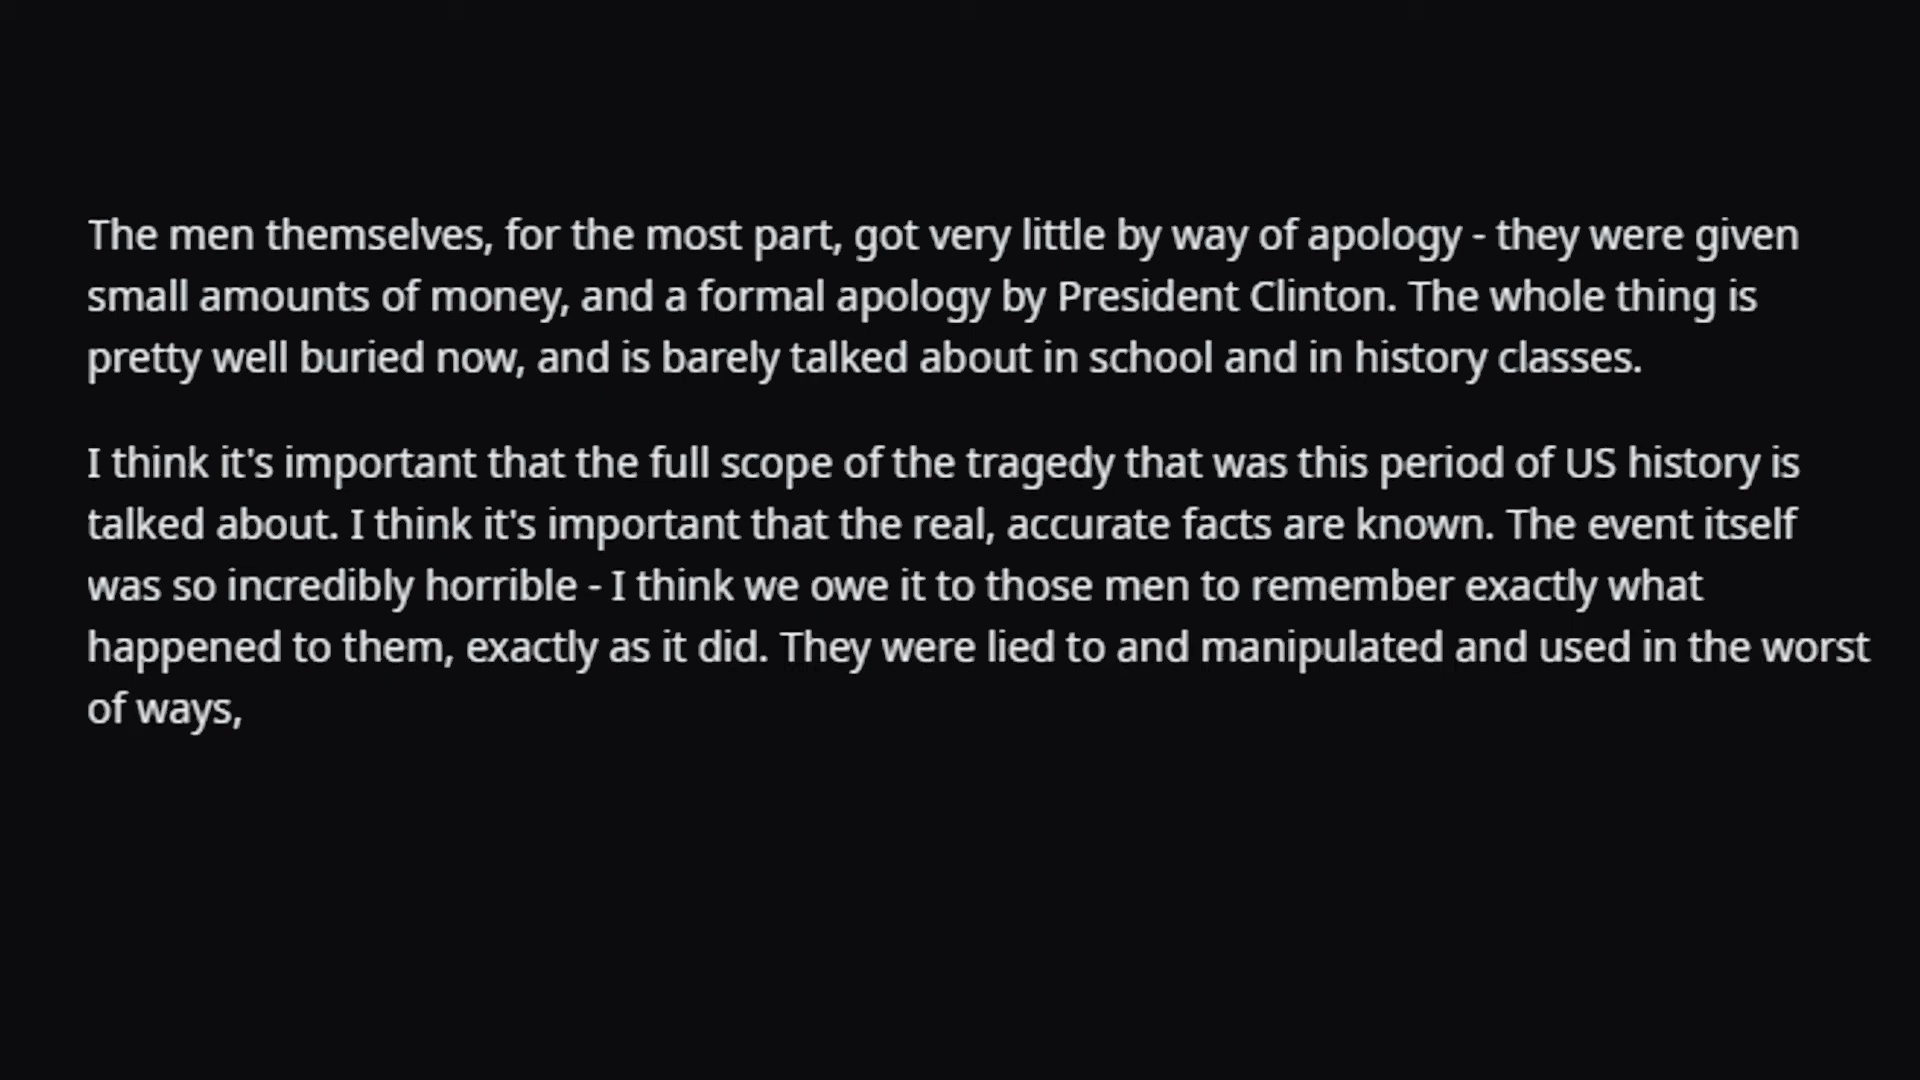 The men themselves, for the most part, got very little by way of apology - they were given
small amounts of money, and a formal apology by President Clinton. The whole thing is
pretty well buried now, and is barely talked about in school and in history classes.
I think it's important that the full scope of the tragedy that was this period of US history is
talked about. I think it's important that the real, accurate facts are known. The event itself
was so incredibly horrible - I think we owe it to those men to remember exactly what
happened to them, exactly as it did. They were lied to and manipulated and used in the worst
of ways,